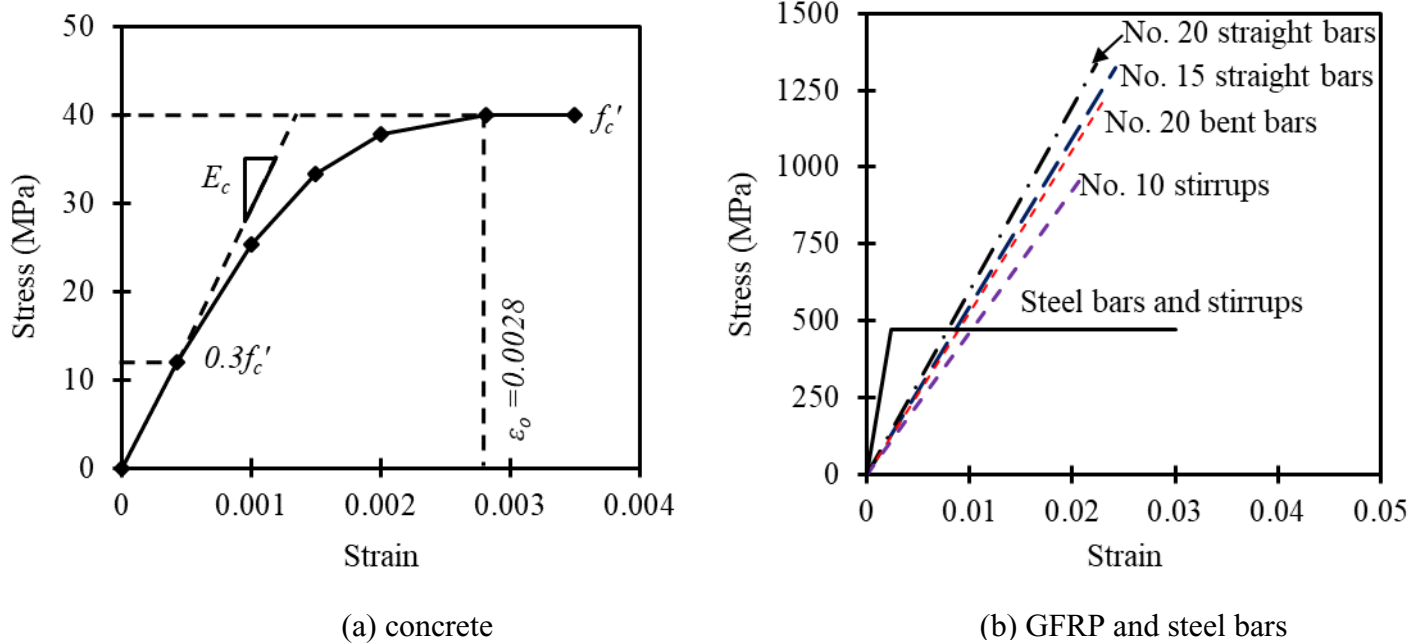 50
40
30
20
10
0
Stress (MPa)
E_c
f_c'
0.3f_c'
ε_o =0.0028
0
0.001
0.002
0.003
0.004
Strain
(a) concrete
1500
1250
1000
750
500
250
0
Stress (MPa)
No. 20 straight bars
No. 15 straight bars
No. 20 bent bars
No. 10 stirrups
Steel bars and stirrups
0
0.01
0.02
0.03
0.04
0.05
Strain
(b) GFRP and steel bars